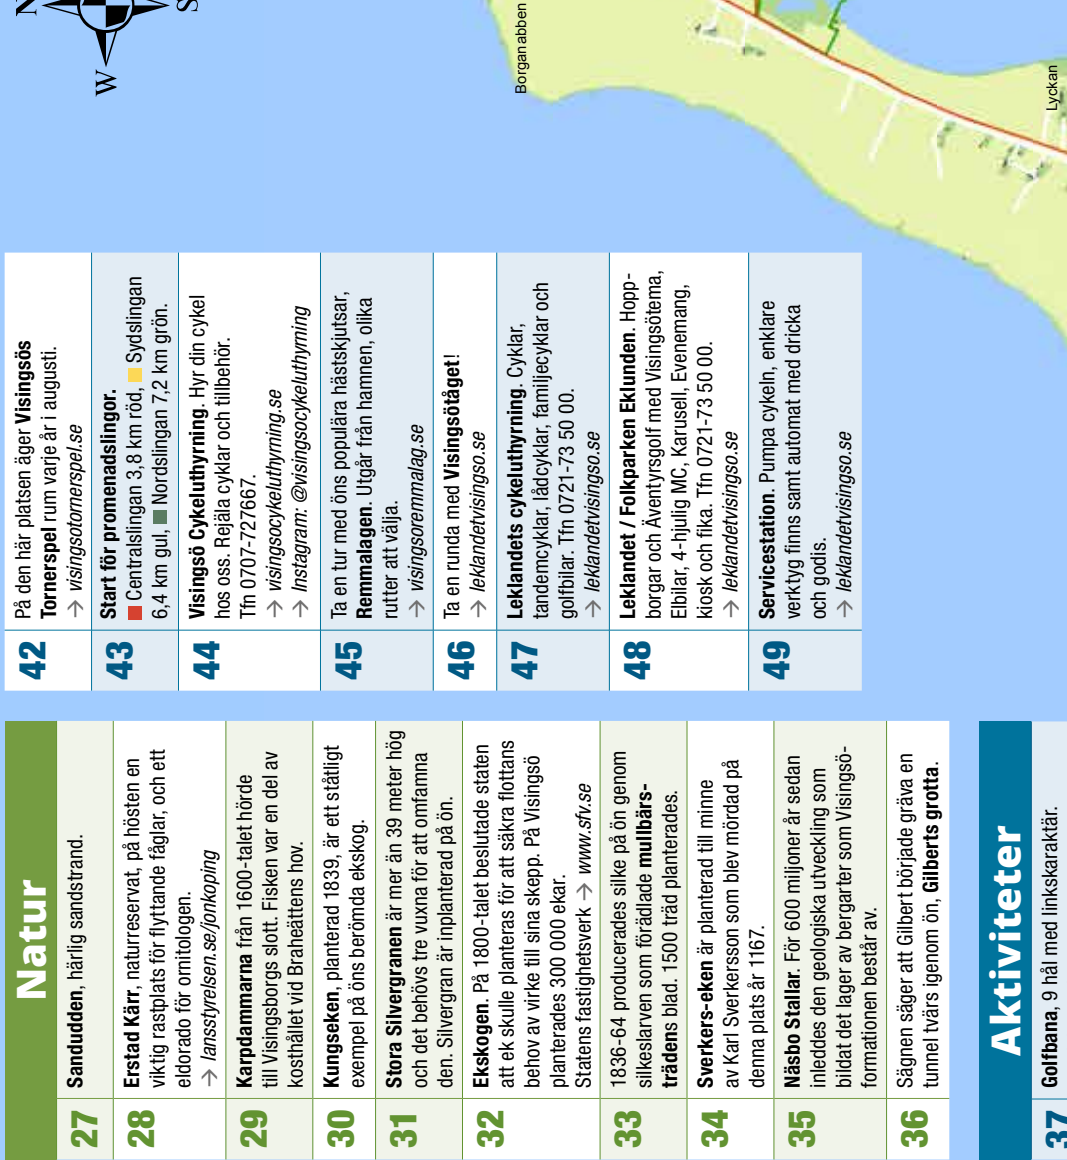 Natur
27 Sandudden, härlig sandstrand.
28 Erstad Kärr, naturreservat, på hösten en
viktig rastplats för flyttande fåglar, och ett
eldorado för ornitologen.
→ lansstyrelsen.se/jonkoping
29 Karpdammarna från 1600-talet hörde
till Visingsborgs slott. Fisken var en del av
kosthållet vid Braheättens hov.
30 Kungseken, planterad 1839, är ett ståtligt
exempel på öns berömda ekskog.
31 Stora Silvergranen är mer än 39 meter hög
och det behövs tre vuxna för att omfamna
den. Silvergran är inplanterad på ön.
32 Ekskogen. På 1800-talet beslutade staten
att ek skulle planteras för att säkra flottans
behov av virke till sina skepp. På Visingsö
planterades 300 000 ekar.
Statens fastighetsverk → www.sfv.se
33 1836-64 producerades silke på ön genom
silkeslarven som förädlade mullbärs-
trädens blad. 1500 träd planterades.
34 Sverkers-eken är planterad till minne
av Karl Sverkersson som blev mördad på
denna plats år 1167.
35 Näsbo Stallar. För 600 miljoner år sedan
inleddes den geologiska utveckling som
bildat det lager av bergarter som Visingsö-
formationen består av.
36 Sägnen säger att Gilbert började gräva en
tunnel tvärs igenom ön, Gilberts grotta.
Aktiviteter
37 Golfbana, 9 hål med linkskaraktär.
42 På den här platsen äger Visingsös
Tornerspel rum varje år i augusti.
→ visingsotornerspel.se
43 Start för promenadslingor.
Centralslingan 3,8 km röd, Sydslingan
6,4 km gul, Nordslingan 7,2 km grön.
44 Visingsö Cykeluthyrning. Hyr din cykel
hos oss. Rejäla cyklar och tillbehör.
Tfn 0707-727667.
→ visingsocykeluthyrning.se
→ Instagram: @visingsocykeluthyrning
45 Ta en tur med öns populära hästskjutsar,
Remmalagen. Utgår från hamnen, olika
rutter att välja.
→ visingsoremmalag.se
46 Ta en runda med Visingsötåget!
→ leklandetvisingso.se
47 Leklandets cykeluthyrning. Cyklar,
tandemcyklar, lådcyklar, familjecyklar och
golfbilar. Tfn 0721-73 50 00.
→ leklandetvisingso.se
48 Leklandet / Folkparken Eklunden. Hopp-
borgar och Äventyrsgolf med Visingsötema,
Elbilar, 4-hjulig MC, Karusell, Evenemang,
kiosk och fika. Tfn 0721-73 50 00.
→ leklandetvisingso.se
49 Servicestation. Pumpa cykeln, enklare
verktyg finns samt automat med dricka
och godis.
→ leklandetvisingso.se
N
W
S
Borganabben
Lyckan